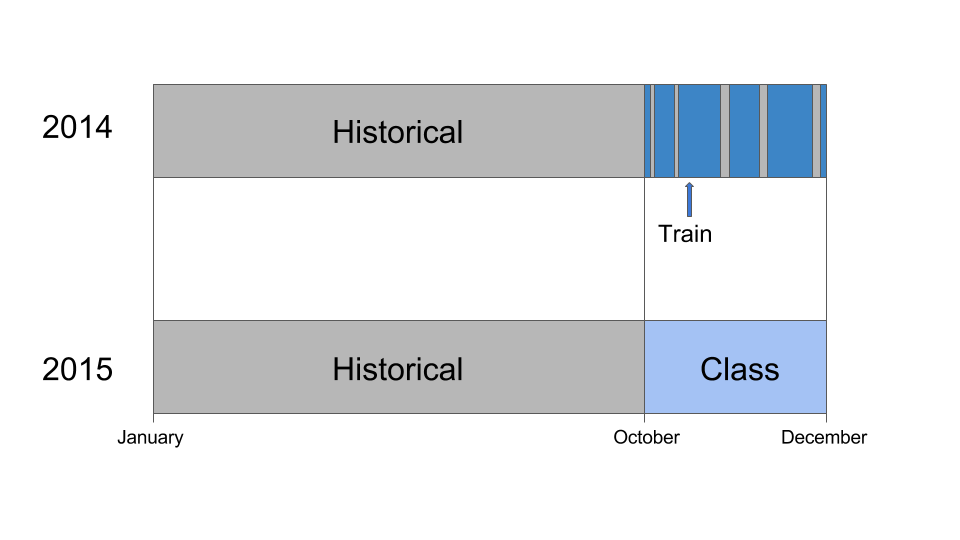 2014
Historical
Train
2015
Historical
Class
January
October
December